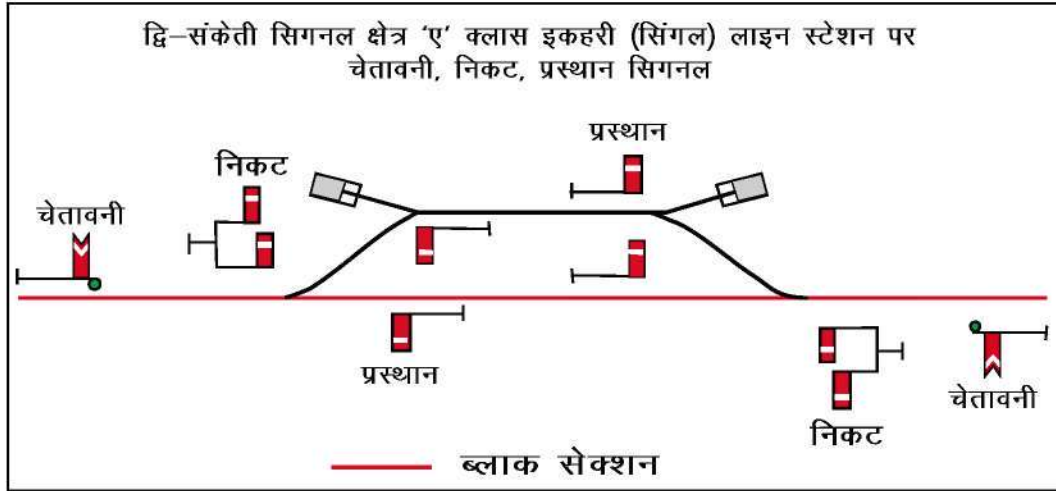 द्वि–संकेती सिगनल क्षेत्र 'ए' क्लास इकहरी (सिंगल) लाइन स्टेशन पर
चेतावनी, निकट, प्रस्थान सिगनल
प्रस्थान
निकट
चेतावनी
प्रस्थान
चेतावनी
निकट
ब्लाक सेक्शन